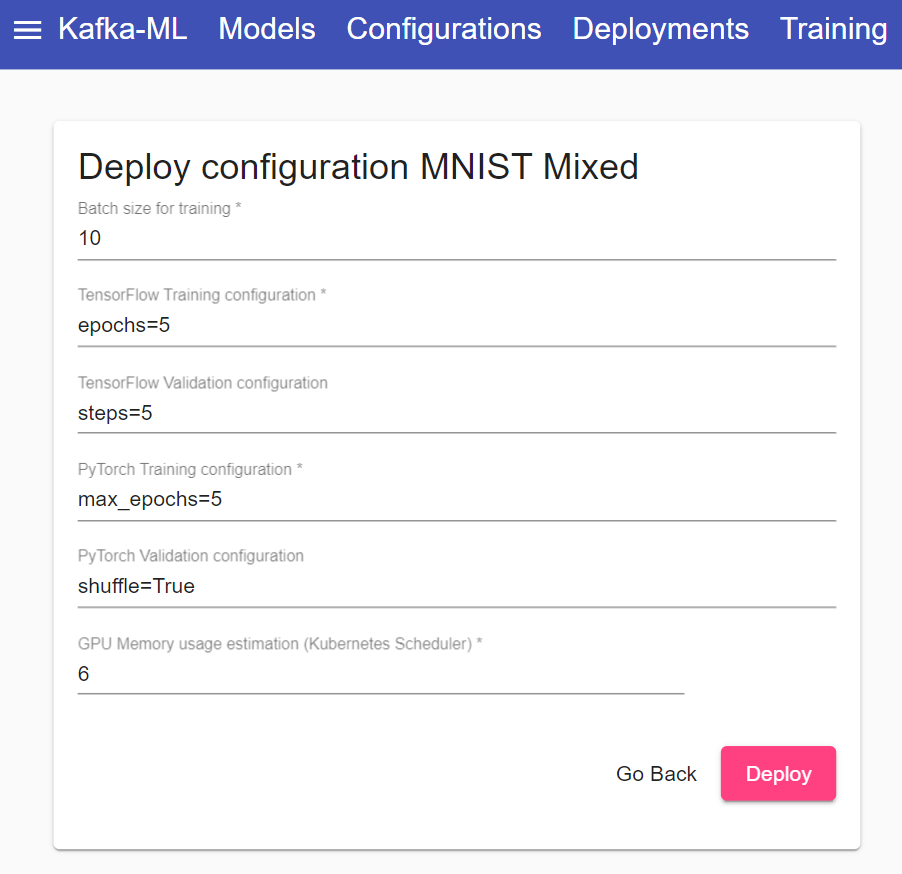 Kafka-ML Models Configurations Deployments Training
Deploy configuration MNIST Mixed
Batch size for training *
10
TensorFlow Training configuration *
epochs=5
TensorFlow Validation configuration
steps=5
PyTorch Training configuration *
max_epochs=5
PyTorch Validation configuration
shuffle=True
GPU Memory usage estimation (Kubernetes Scheduler) *
6
Go Back Deploy